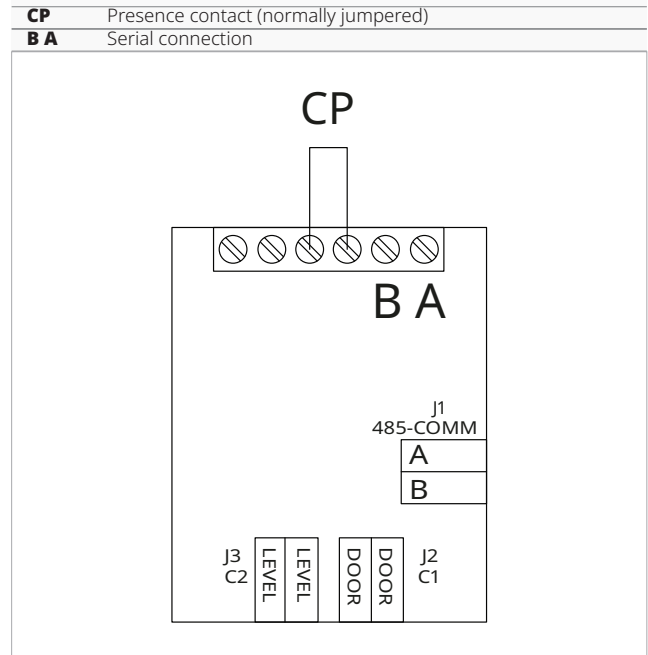 CP Presence contact (normally jumpered)
B A Serial connection
CP
B A
J1
485-COMM
A
B
J3
C2
LEVEL
LEVEL
DOOR
DOOR
J2
C1